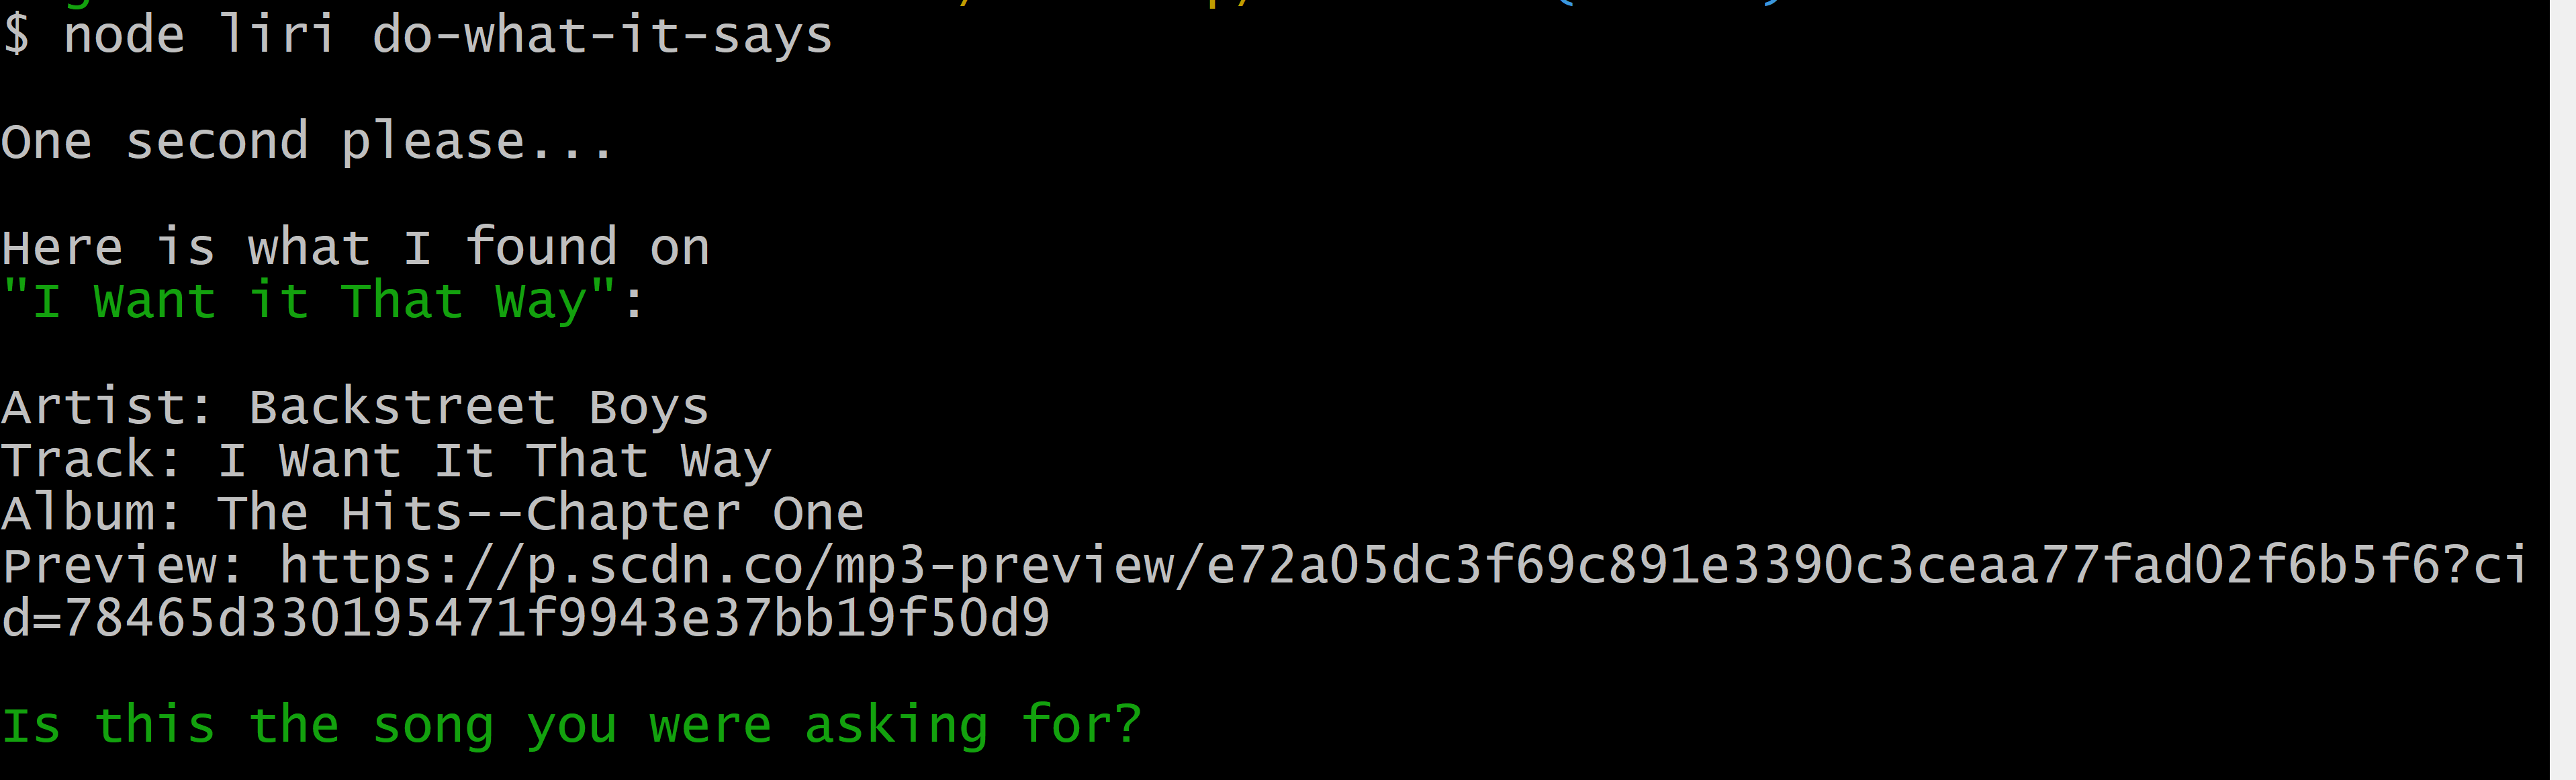 $ node liri do-what-it-says
One second please...
Here is what I found on
"I Want it That Way":
Artist: Backstreet Boys
Track: I Want It That Way
Album: The Hits--Chapter One
Preview: https://p.scdn.co/mp3-preview/e72a05dc3f69c891e3390c3ceaa77fad02f6b5f6?ci
d=78465d330195471f9943e37bb19f50d9
Is this the song you were asking for?